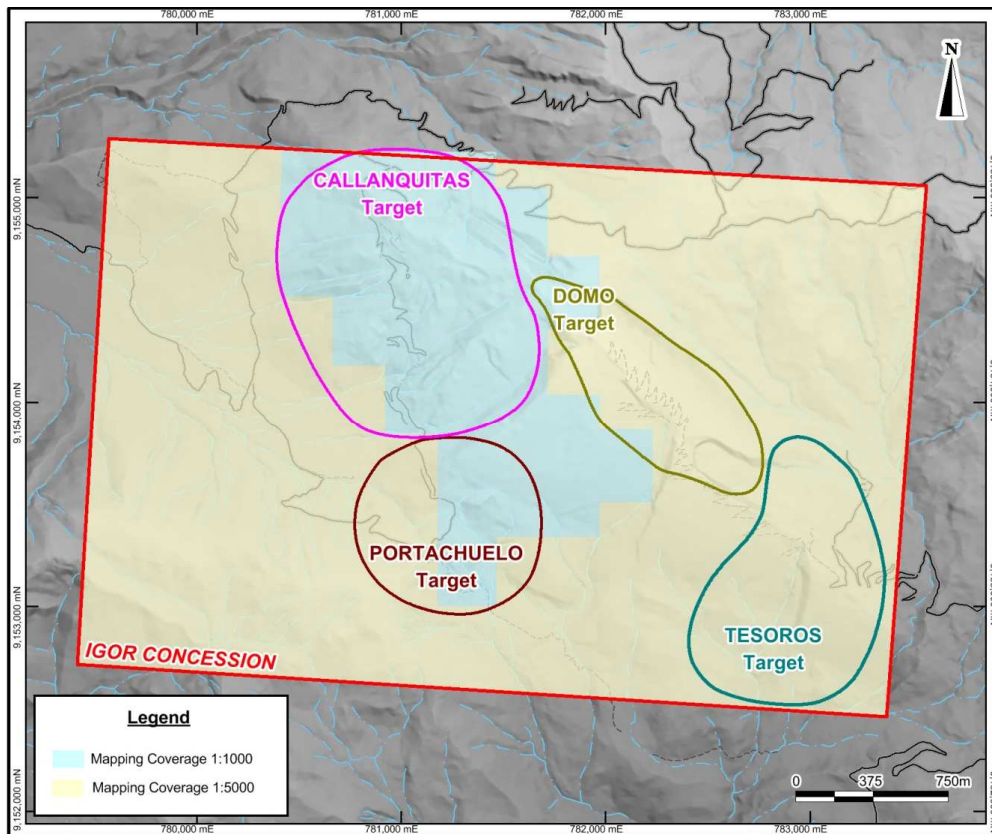 780,000 mE 781,000 mE 782,000 mE 783,000 mE
N
CALLANQUITAS
Target
9,155,000 mN
DOMO
Target
9,154,000 mN
PORTACHUELO
Target
9,153,000 mN
TESOROS
Target
IGOR CONCESSION
Legend
Mapping Coverage 1:1000
Mapping Coverage 1:5000
0 375 750m
9,152,000 mN
780,000 mE 781,000 mE 782,000 mE 783,000 mE